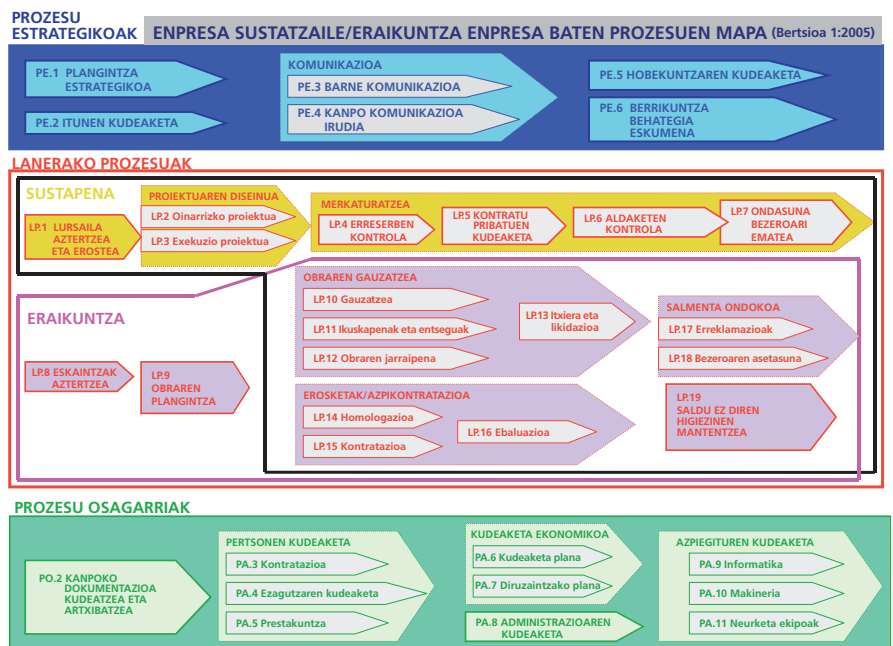 PROZESU
ESTRATEGIKOAK
ENPRESA SUSTATZAILE/ERAIKUNTZA ENPRESA BATEN PROZESUEN MAPA (Bertsioa 1:2005)
PE.1 PLANGINTZA
ESTRATEGIKOA
PE.2 ITUNEN KUDEAKETA
KOMUNIKAZIOA
PE.3 BARNE KOMUNIKAZIOA
PE.4 KANPO KOMUNIKAZIOA
IRUDIA
PE.5 HOBEKUNTZAREN KUDEAKETA
PE.6 BERRIKUNTZA
BEHATEGIA
ESKUMENA
LANERAKO PROZESUAK
SUSTAPENA
LP.1 LURSAILA
AZTERTZEA
ETA EROSTEA
PROIEKTUAREN DISEINUA
LP.2 Oinarrizko proiektua
LP.3 Exekuzio proiektua
MERKATURATZEA
LP.4 ERRESERBEN
KONTROLA
LP.5 KONTRATU
PRIBATUEN
KUDEAKETA
LP.6 ALDAKETEN
KONTROLA
LP.7 ONDASUNA
BEZEROARI
EMATEA
ERAIKUNTZA
LP.8 ESKAINTZAK
AZTERTZEA
LP.9
OBRAREN
PLANGINTZA
OBRAREN GAUZATZEA
LP.10 Gauzatzea
LP.11 Ikuskapenak eta entseguak
LP.12 Obraren jarraipena
LP.13 Itxiera eta
likidazioa
SALMENTA ONDOKOA
LP.17 Erreklamazioak
LP.18 Bezeroaren asetasuna
EROSKETAK/AZPIKONTRATAZIOA
LP.14 Homologazioa
LP.15 Kontratazioa
LP.16 Ebaluazioa
LP.19
SALDU EZ DIREN
HIGIEZINEN
MANTENTZEA
PROZESU OSAGARRIAK
PO.2 KANPOKO
DOKUMENTAZIOA
KUDEATZEA ETA
ARTXIBATZEA
PERTSONEN KUDEAKETA
PA.3 Kontratazioa
PA.4 Ezagutzaren kudeaketa
PA.5 Prestakuntza
KUDEAKETA EKONOMIKOA
PA.6 Kudeaketa plana
PA.7 Diruzaintzako plana
PA.8 ADMINISTRAZIOAREN
KUDEAKETA
AZPIEGITUREN KUDEAKETA
PA.9 Informatika
PA.10 Makineria
PA.11 Neurketa ekipoak